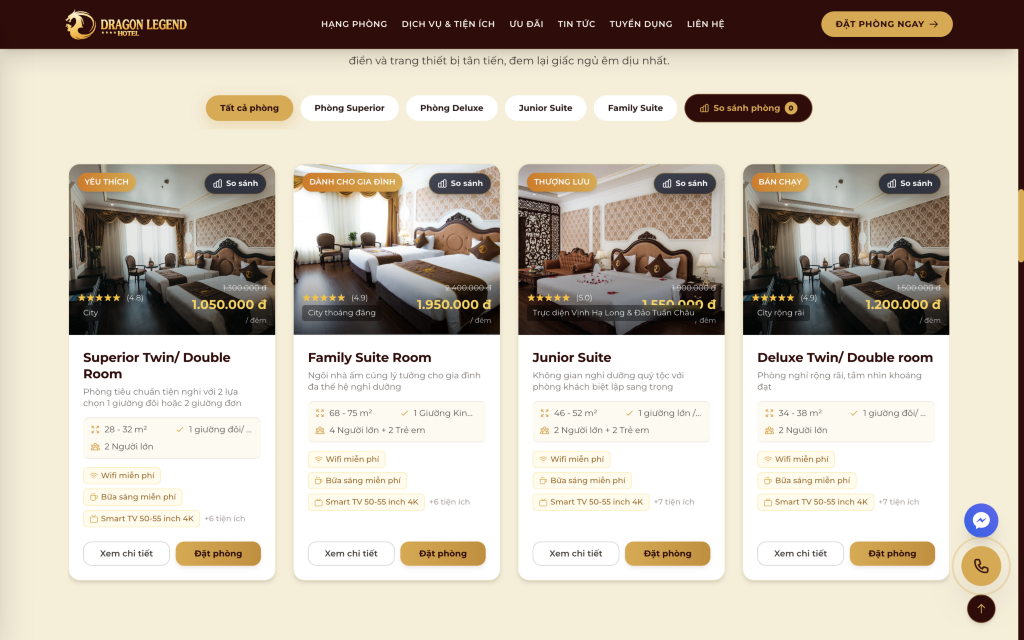 DRAGON LEGEND
HOTEL
HẠNG PHÒNG
DỊCH VỤ & TIỆN ÍCH
ƯU ĐÃI
TIN TỨC
TUYỂN DỤNG
LIÊN HỆ
ĐẶT PHÒNG NGAY →
điển và trang thiết bị tân tiến, đem lại giấc ngủ êm dịu nhất.
Tất cả phòng
Phòng Superior
Phòng Deluxe
Junior Suite
Family Suite
So sánh phòng 0
YÊU THÍCH
So sánh
1.300.000 đ
★★★★★ (4.8)
1.050.000 đ
City
/ đêm
Superior Twin/ Double
Room
Phòng tiêu chuẩn tiện nghi với 2 lựa
chọn 1 giường đôi hoặc 2 giường đơn
28 - 32 m²
1 giường đôi/ ...
2 Người lớn
Wifi miễn phí
Bữa sáng miễn phí
Smart TV 50-55 inch 4K
+6 tiện ích
Xem chi tiết
Đặt phòng
DÀNH CHO GIA ĐÌNH
So sánh
2.400.000 đ
★★★★★ (4.9)
1.950.000 đ
City thoáng đãng
/ đêm
Family Suite Room
Ngôi nhà ấm cúng lý tưởng cho gia đình
đa thế hệ nghỉ dưỡng
68 - 75 m²
1 Giường Kin...
4 Người lớn + 2 Trẻ em
Wifi miễn phí
Bữa sáng miễn phí
Smart TV 50-55 inch 4K
+6 tiện ích
Xem chi tiết
Đặt phòng
THƯỢNG LƯU
So sánh
1.900.000 đ
★★★★★ (5.0)
1.550.000 đ
Trực diện Vịnh Hạ Long & Đảo Tuần Châu
/ đêm
Junior Suite
Không gian nghỉ dưỡng quý tộc với
phòng khách biệt lập sang trọng
46 - 52 m²
1 giường lớn /...
2 Người lớn + 2 Trẻ em
Wifi miễn phí
Bữa sáng miễn phí
Smart TV 50-55 inch 4K
+7 tiện ích
Xem chi tiết
Đặt phòng
BÁN CHẠY
So sánh
1.500.000 đ
★★★★★ (4.9)
1.200.000 đ
City rộng rãi
/ đêm
Deluxe Twin/ Double room
Phòng nghỉ rộng rãi, tầm nhìn khoáng
đạt
34 - 38 m²
1 giường đôi/ ...
2 Người lớn
Wifi miễn phí
Bữa sáng miễn phí
Smart TV 50-55 inch 4K
+7 tiện ích
Xem chi tiết
Đặt phòng